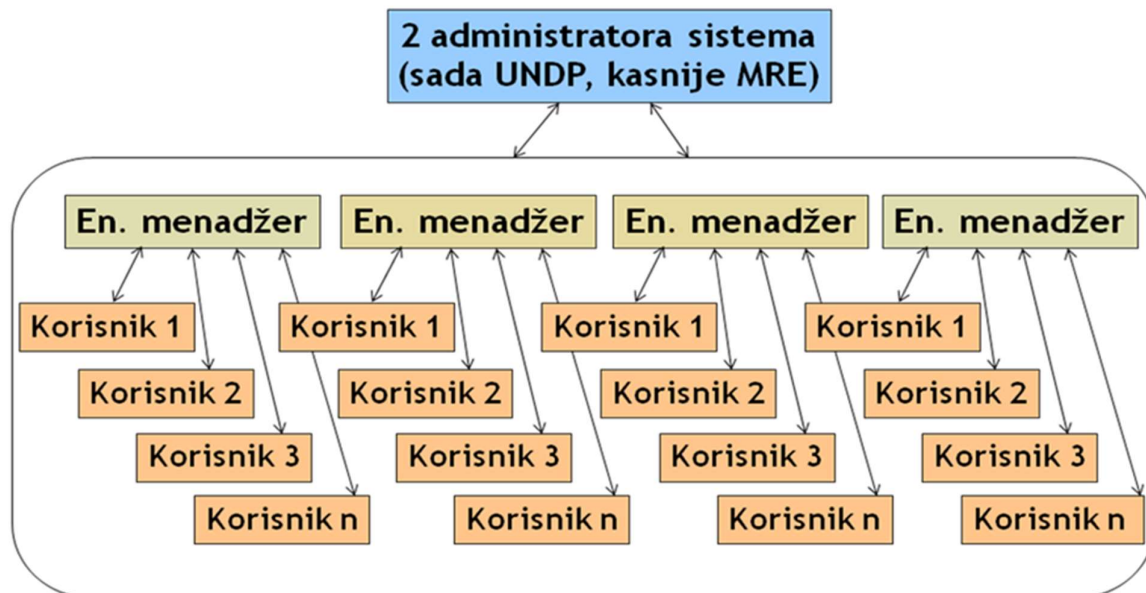 2 administratora sistema
(sada UNDP, kasnije MRE)
En. menadžer
En. menadžer
En. menadžer
En. menadžer
Korisnik 1
Korisnik 1
Korisnik 1
Korisnik 1
Korisnik 2
Korisnik 2
Korisnik 2
Korisnik 2
Korisnik 3
Korisnik 3
Korisnik 3
Korisnik 3
Korisnik n
Korisnik n
Korisnik n
Korisnik n